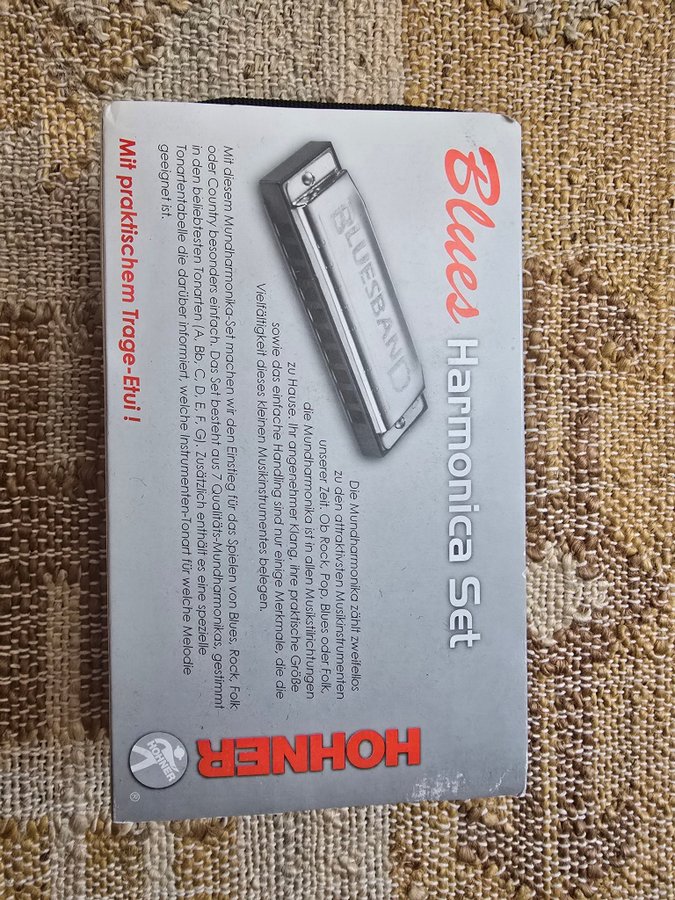 Blues Harmonica Set
BLUESBAND
Die Mundharmonika zählt zweifellos
zu den attraktivsten Musikinstrumenten
unserer Zeit. Ob Rock, Pop, Blues oder Folk,
die Mundharmonika ist in allen Musikstilrichtungen
zu Hause. Ihr angenehmer Klang, ihre praktische Größe
sowie das einfache Handling sind nur einige Merkmale, die die
Vielfältigkeit dieses kleinen Musikinstrumentes belegen.
Mit diesem Mundharmonika-Set machen wir den Einstieg für das Spielen von Blues, Rock, Folk
oder Country besonders einfach. Das Set besteht aus 7 Qualitäts-Mundharmonikas, gestimmt
in den beliebtesten Tonarten (A, Bb, C, D, E, F, G). Zusätzlich enthält es eine spezielle
Tonartentabelle die darüber informiert, welche Instrumenten-Tonart für welche Melodie
geeignet ist.
Mit praktischem Trage-Etui !
HOHNER
HOHNER
®